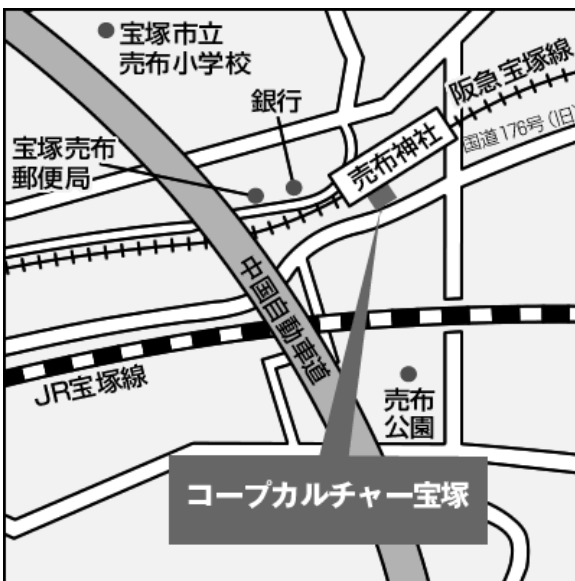 宝塚市立
売布小学校
銀行
阪急宝塚線
国道176号(旧)
宝塚売布
郵便局
売布神社
中国自動車道
JR宝塚線
売布
公園
コープカルチャー宝塚